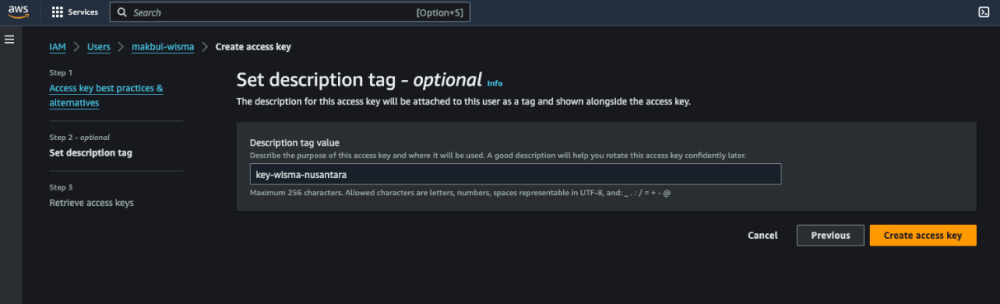 aws
Services
Search
[Option+S]
IAM > Users > makbul-wisma > Create access key
Step 1
Access key best practices &
alternatives
Step 2 - optional
Set description tag
Step 3
Retrieve access keys
Set description tag - optional Info
The description for this access key will be attached to this user as a tag and shown alongside the access key.
Description tag value
Describe the purpose of this access key and where it will be used. A good description will help you rotate this access key confidently later.
key-wisma-nusantara
Maximum 256 characters. Allowed characters are letters, numbers, spaces representable in UTF-8, and: _ . : / = + - @
Cancel
Previous
Create access key